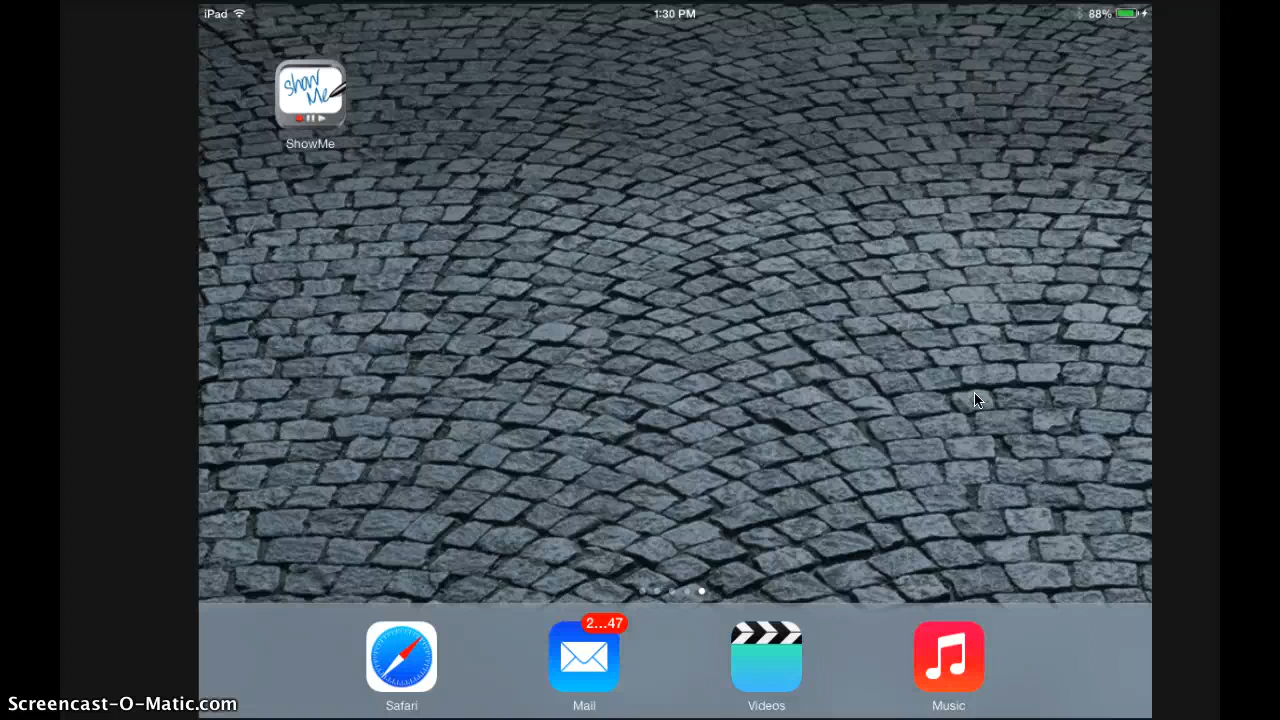 iPad 1:30 PM 88%
show
Me
ShowMe
2...47
Safari Mail Videos Music
Screencast-O-Matic.com